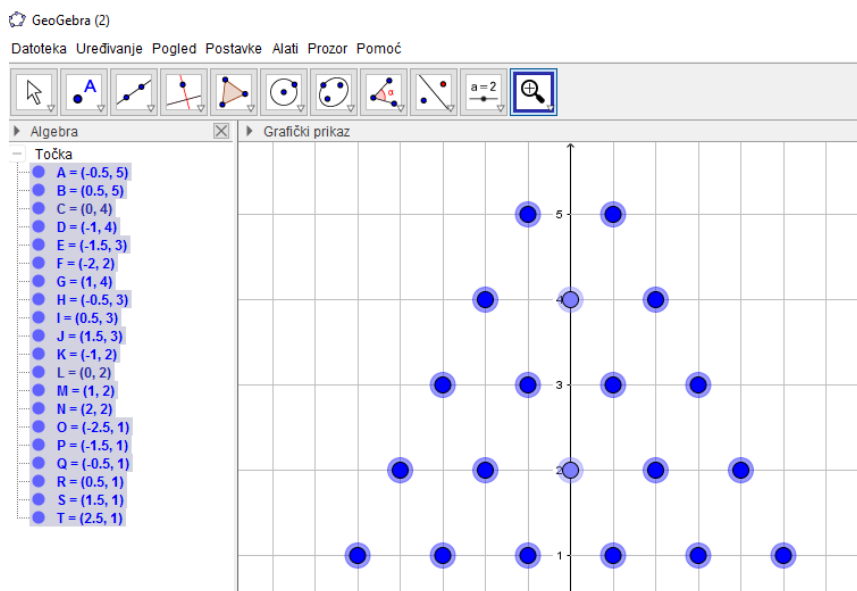 GeoGebra (2)
Datoteka Uređivanje Pogled Postavke Alati Prozor Pomoć
A
α
a=2
Algebra
Grafički prikaz
Točka
A = (-0.5, 5)
B = (0.5, 5)
C = (0, 4)
D = (-1, 4)
E = (-1.5, 3)
F = (-2, 2)
G = (1, 4)
H = (-0.5, 3)
I = (0.5, 3)
J = (1.5, 3)
K = (-1, 2)
L = (0, 2)
M = (1, 2)
N = (2, 2)
O = (-2.5, 1)
P = (-1.5, 1)
Q = (-0.5, 1)
R = (0.5, 1)
S = (1.5, 1)
T = (2.5, 1)
5
4
3
2
1